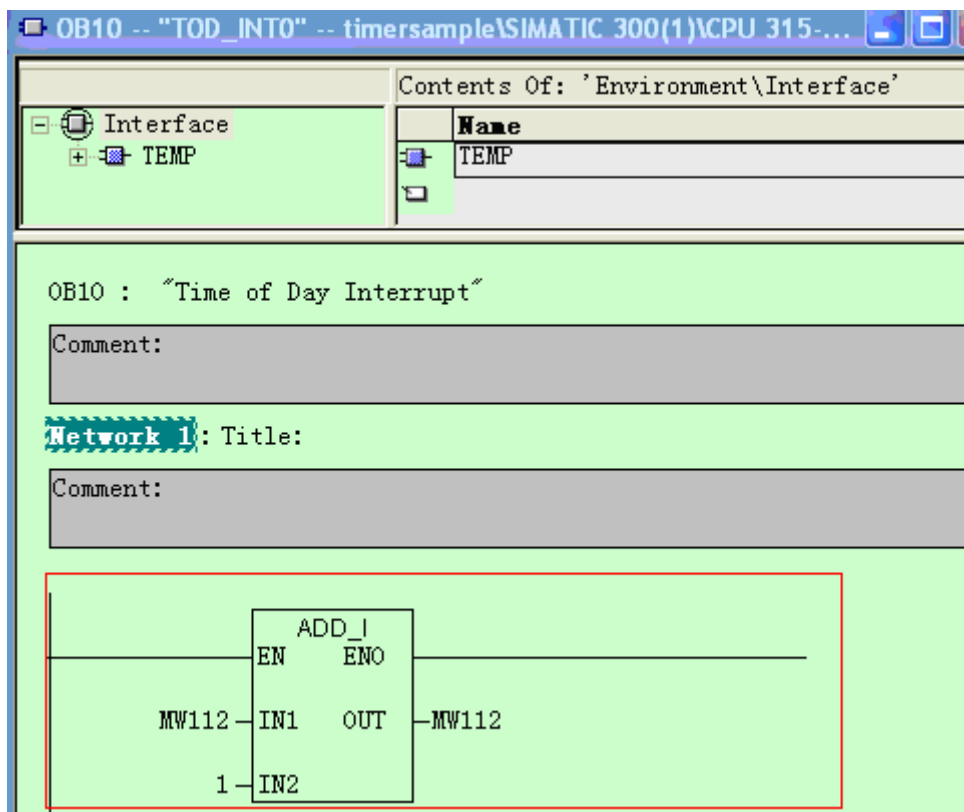 OB10 -- "TOD_INT0" -- timersample\SIMATIC 300(1)\CPU 315-...
Contents Of: 'Environment\Interface'
Interface
Name
TEMP
TEMP
OB10 : "Time of Day Interrupt"
Comment:
Network 1: Title:
Comment:
ADD_I
EN ENO
MW112 IN1 OUT MW112
1 IN2